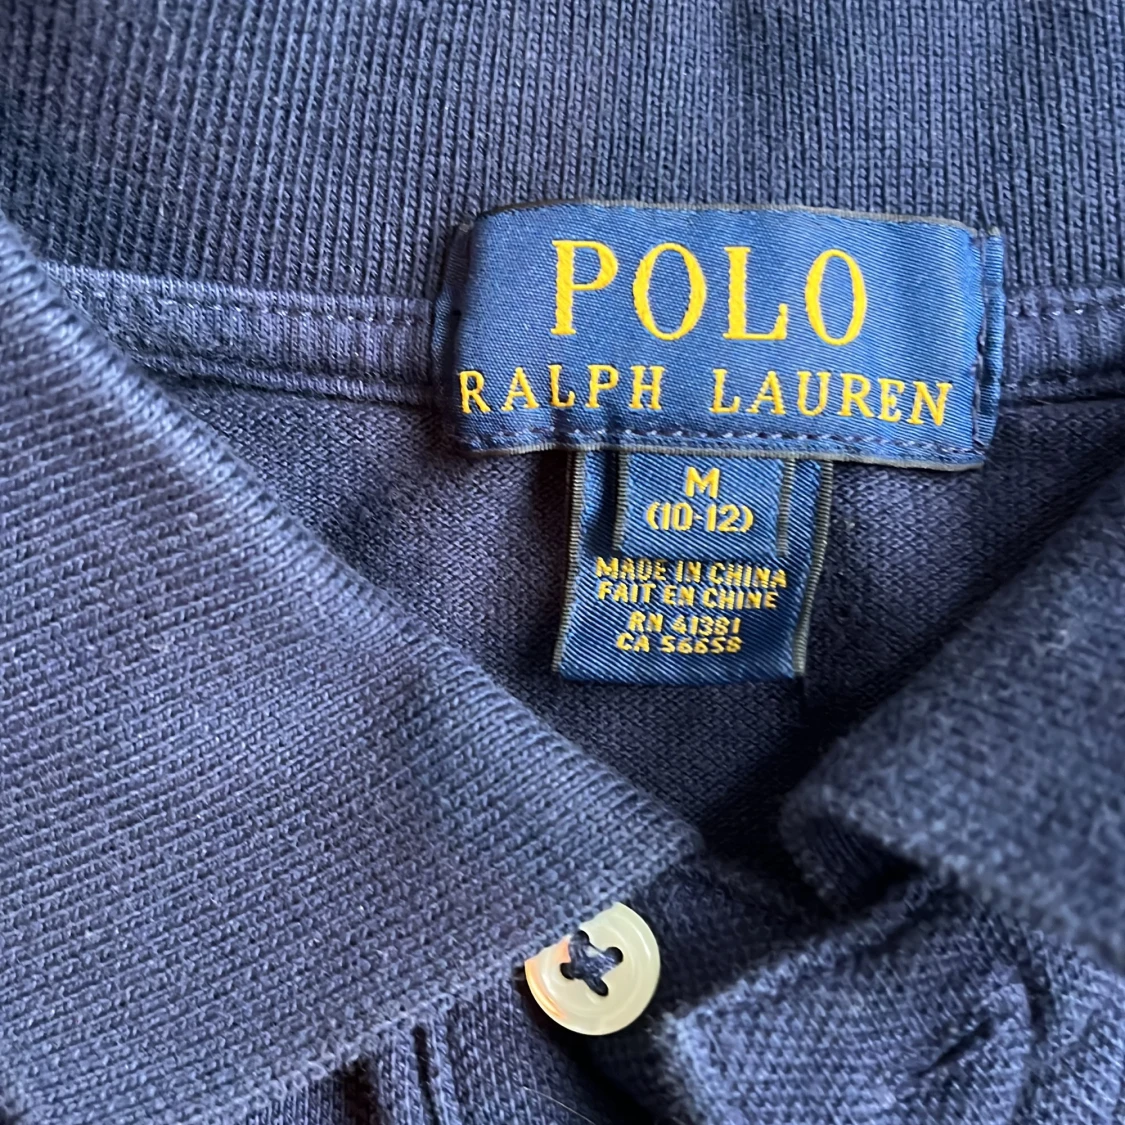 POLO
RALPH LAUREN
M
(10-12)
MADE IN CHINA
FAIT EN CHINE
RN 41381
CA 56658